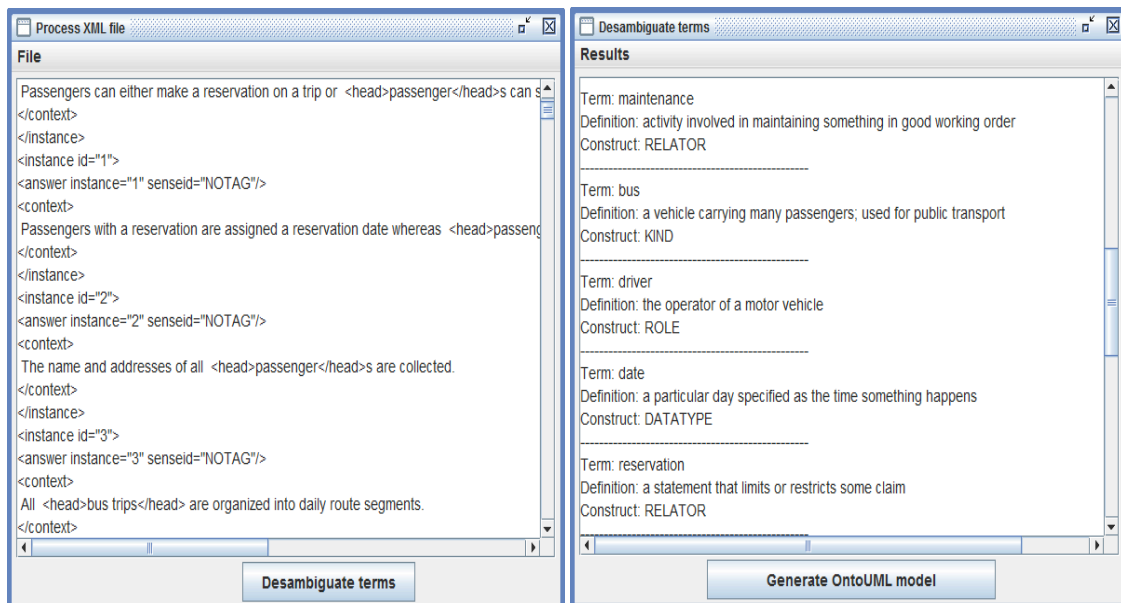 Process XML file
File
Passengers can either make a reservation on a trip or <head>passenger</head>s can s
</context>
</instance>
<instance id="1">
<answer instance="1" senseid="NOTAG"/>
<context>
Passengers with a reservation are assigned a reservation date whereas <head>passeng
</context>
</instance>
<instance id="2">
<answer instance="2" senseid="NOTAG"/>
<context>
The name and addresses of all <head>passenger</head>s are collected.
</context>
</instance>
<instance id="3">
<answer instance="3" senseid="NOTAG"/>
<context>
All <head>bus trips</head> are organized into daily route segments.
</context>
Desambiguate terms
Desambiguate terms
Results
Term: maintenance
Definition: activity involved in maintaining something in good working order
Construct: RELATOR
------------------------------------------------
Term: bus
Definition: a vehicle carrying many passengers; used for public transport
Construct: KIND
------------------------------------------------
Term: driver
Definition: the operator of a motor vehicle
Construct: ROLE
------------------------------------------------
Term: date
Definition: a particular day specified as the time something happens
Construct: DATATYPE
------------------------------------------------
Term: reservation
Definition: a statement that limits or restricts some claim
Construct: RELATOR
------------------------------------------------
Generate OntoUML model